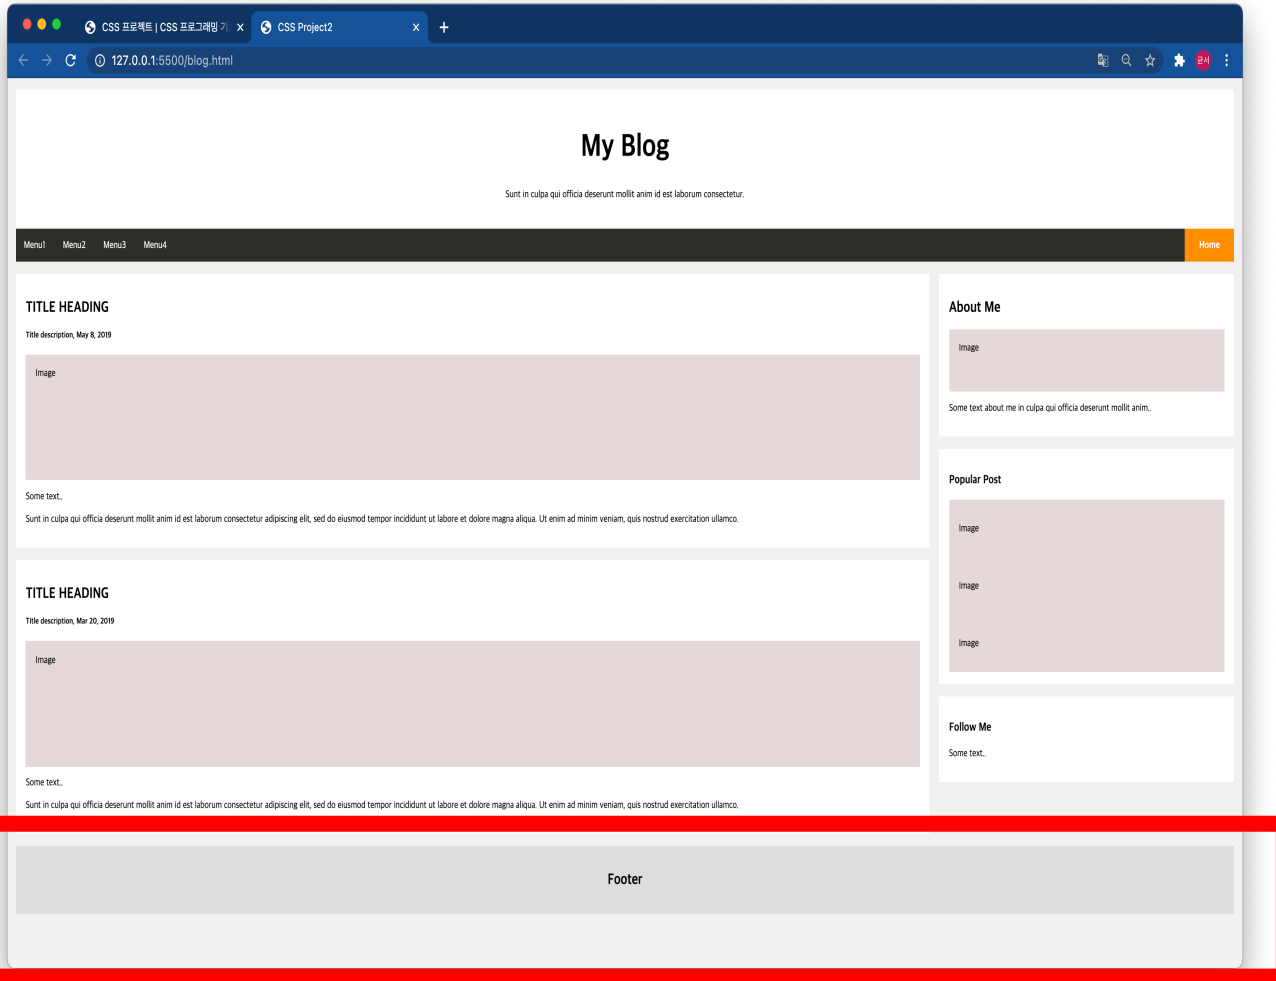 CSS 프로젝트 | CSS 프로그래밍 기
CSS Project2
127.0.0.1:5500/blog.html
균서
My Blog
Sunt in culpa qui officia deserunt mollit anim id est laborum consectetur.
Menu1 Menu2 Menu3 Menu4 Home
TITLE HEADING
Title description, May 8, 2019
Image
Some text..
Sunt in culpa qui officia deserunt mollit anim id est laborum consectetur adipiscing elit, sed do eiusmod tempor incididunt ut labore et dolore magna aliqua. Ut enim ad minim veniam, quis nostrud exercitation ullamco.
TITLE HEADING
Title description, Mar 20, 2019
Image
Some text..
Sunt in culpa qui officia deserunt mollit anim id est laborum consectetur adipiscing elit, sed do eiusmod tempor incididunt ut labore et dolore magna aliqua. Ut enim ad minim veniam, quis nostrud exercitation ullamco.
About Me
Image
Some text about me in culpa qui officia deserunt mollit anim..
Popular Post
Image
Image
Image
Follow Me
Some text..
Footer